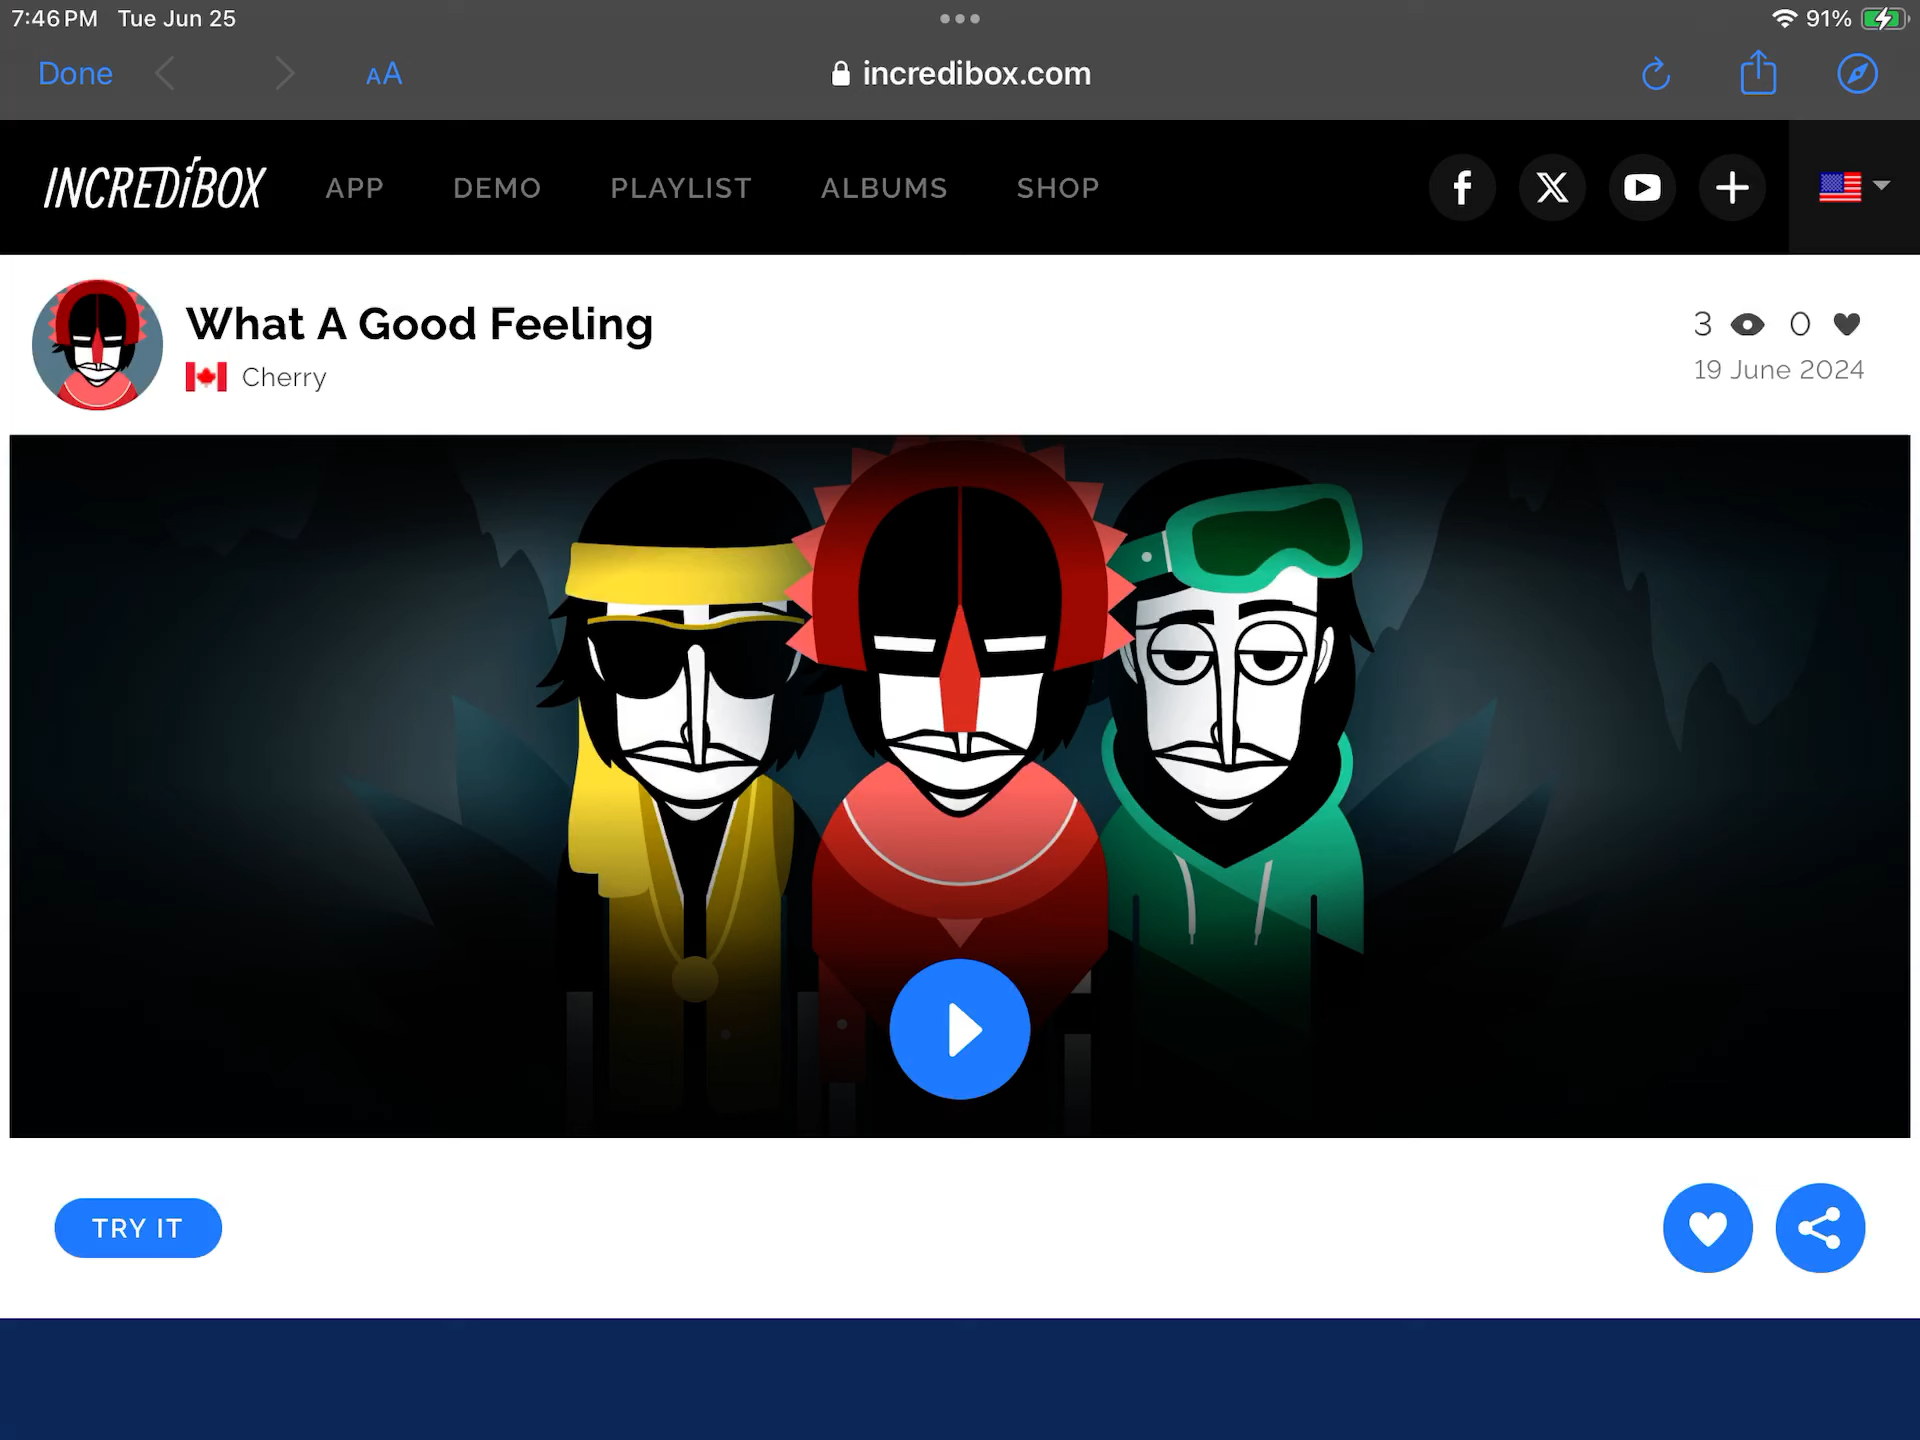 7:46 PM Tue Jun 25
91%
Done
AA
incredibox.com
INCREDIBOX
APP
DEMO
PLAYLIST
ALBUMS
SHOP
What A Good Feeling
Cherry
3
0
19 June 2024
TRY IT